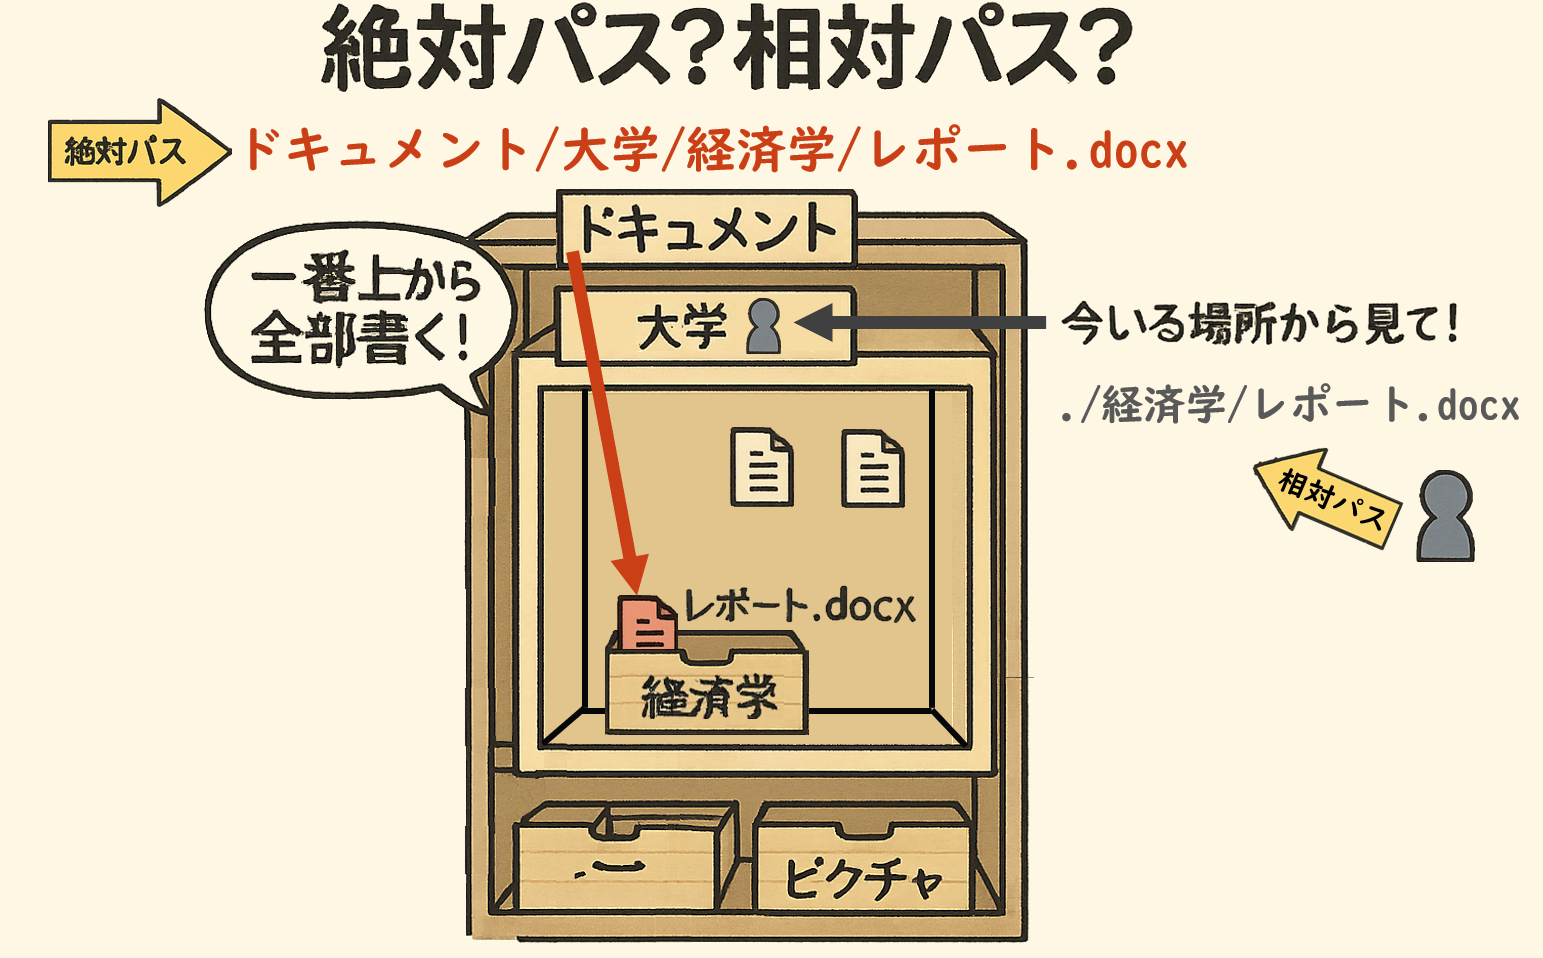 絶対パス?相対パス?
絶対パス
ドキュメント/大学/経済学/レポート.docx
ドキュメント
一番上から
全部書く!
大学
今いる場所から見て!
./経済学/レポート.docx
相対パス
レポート.docx
経済学
ピクチャ